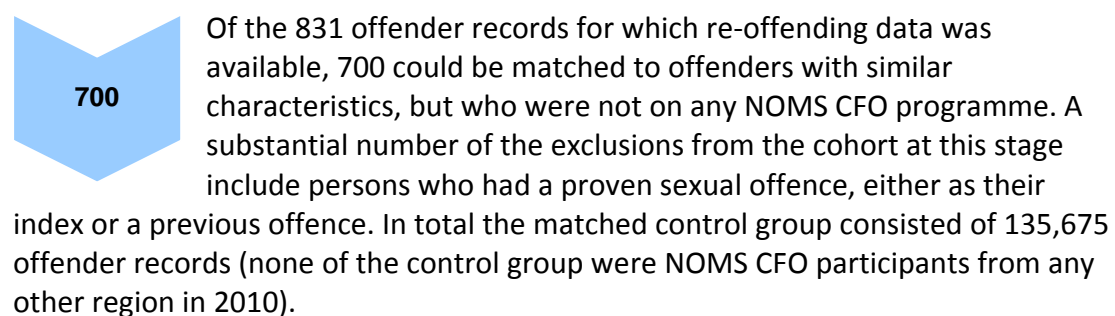 Of the 831 offender records for which re-offending data was
available, 700 could be matched to offenders with similar
700
characteristics, but who were not on any NOMS CFO programme. A
substantial number of the exclusions from the cohort at this stage
include persons who had a proven sexual offence, either as their
index or a previous offence. In total the matched control group consisted of 135,675
offender records (none of the control group were NOMS CFO participants from any
other region in 2010).